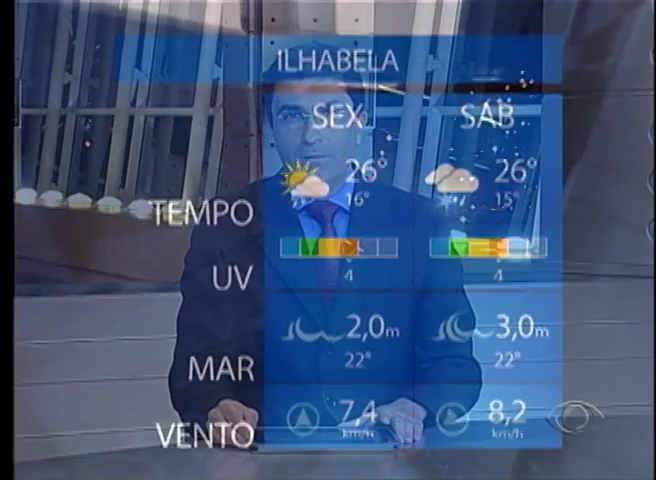 ILHABELA
SEX SÁB
TEMPO 26° 16° 26° 15°
UV 4 4
MAR 2,0m 22° 3,0m 22°
VENTO 7,4 km/h 8,2 km/h